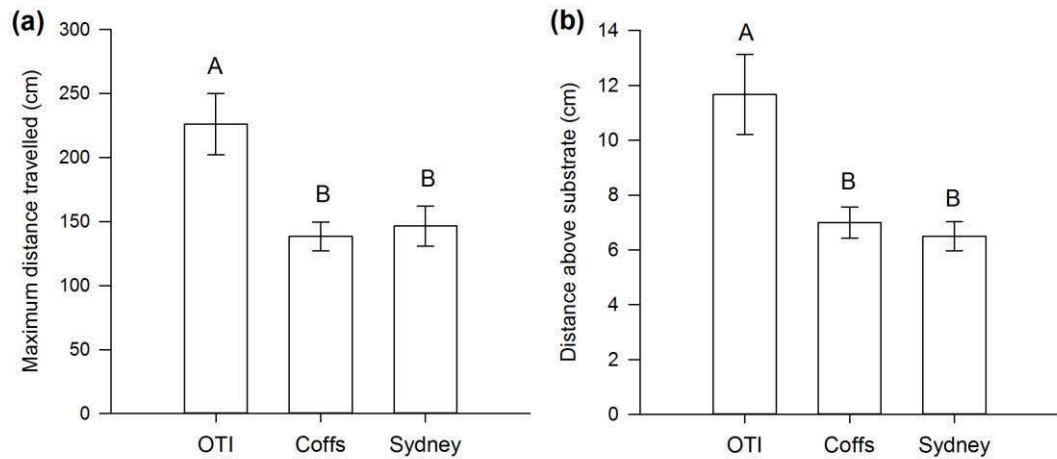 (a)
Maximum distance travelled (cm)
300
250
200
150
100
50
0
A
B
B
OTI
Coffs
Sydney
(b)
Distance above substrate (cm)
14
12
10
8
6
4
2
0
A
B
B
OTI
Coffs
Sydney